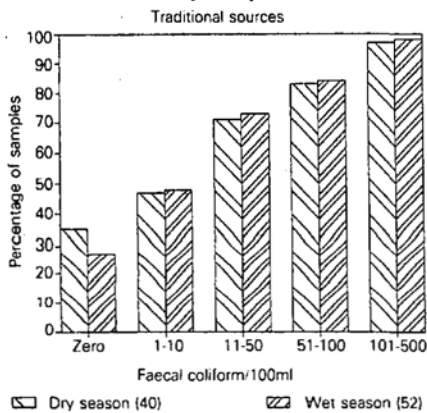 Traditional sources
Percentage of samples
100
90
80
70
60
50
40
30
20
10
0
Zero 1-10 11-50 51-100 101-500
Faecal coliform/100ml
Dry season (40) Wet season (52)